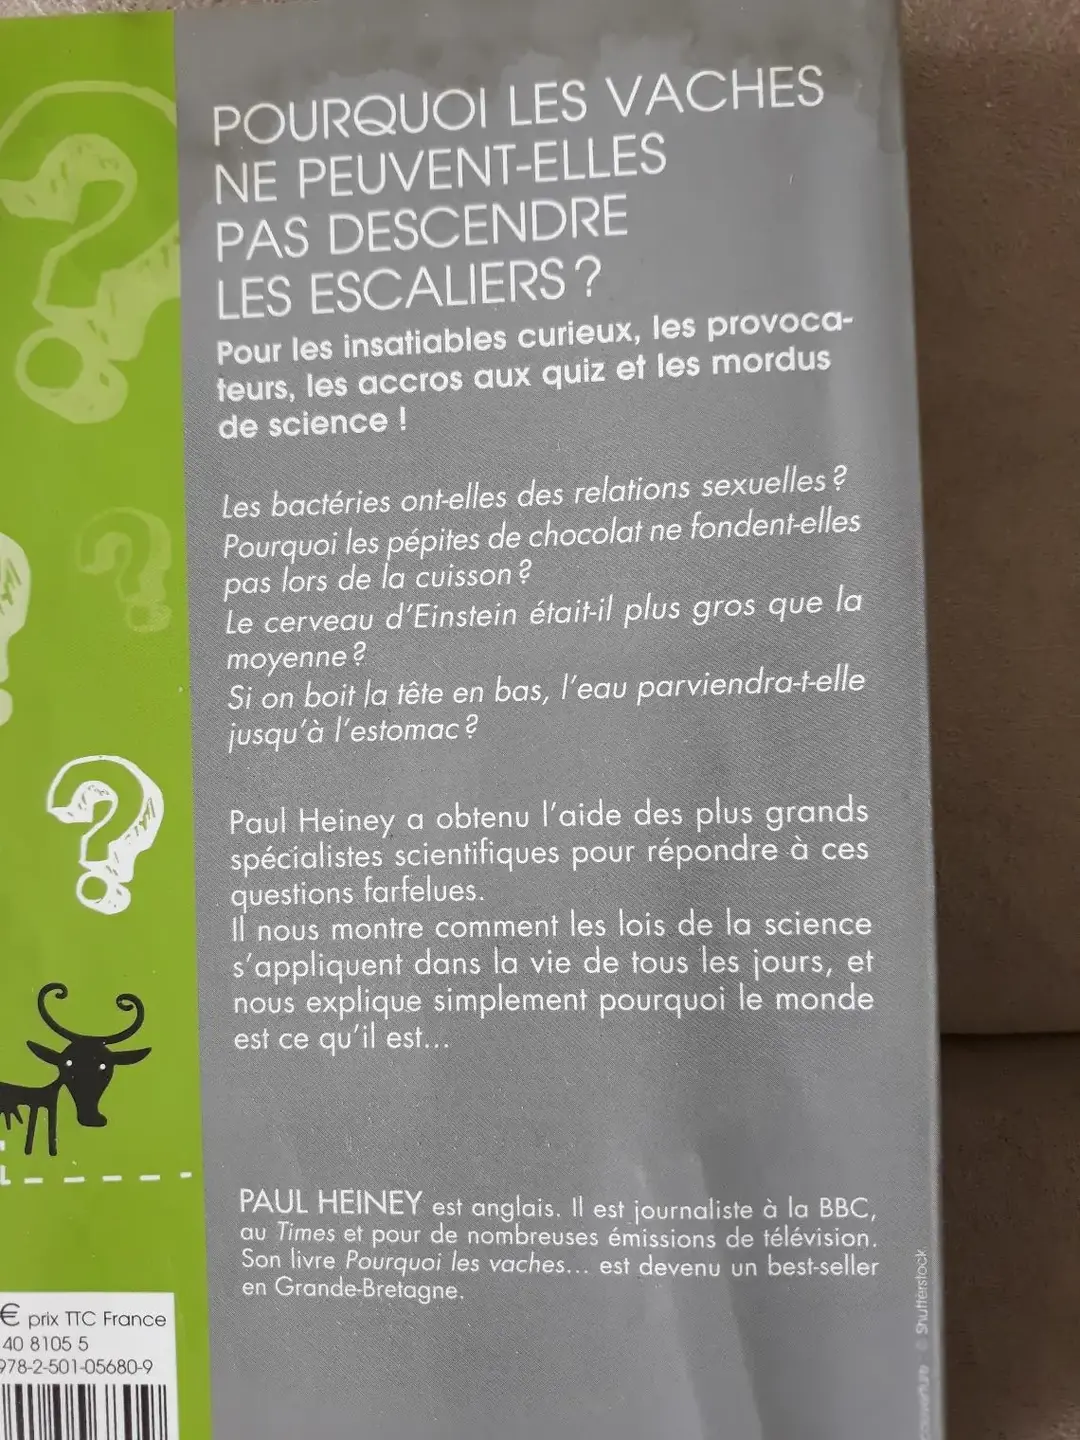 POURQUOI LES VACHES
NE PEUVENT-ELLES
PAS DESCENDRE
LES ESCALIERS ?
Pour les insatiables curieux, les provoca-
teurs, les accros aux quiz et les mordus
de science !
Les bactéries ont-elles des relations sexuelles ?
Pourquoi les pépites de chocolat ne fondent-elles
pas lors de la cuisson ?
Le cerveau d'Einstein était-il plus gros que la
moyenne ?
Si on boit la tête en bas, l'eau parviendra-t-elle
jusqu'à l'estomac ?
Paul Heiney a obtenu l'aide des plus grands
spécialistes scientifiques pour répondre à ces
questions farfelues.
Il nous montre comment les lois de la science
s'appliquent dans la vie de tous les jours, et
nous explique simplement pourquoi le monde
est ce qu'il est...
PAUL HEINEY est anglais. Il est journaliste à la BBC,
au Times et pour de nombreuses émissions de télévision.
Son livre Pourquoi les vaches... est devenu un best-seller
en Grande-Bretagne.
€ prix TTC France
40 8105 5
978-2-501-05680-9
couverture © Shutterstock